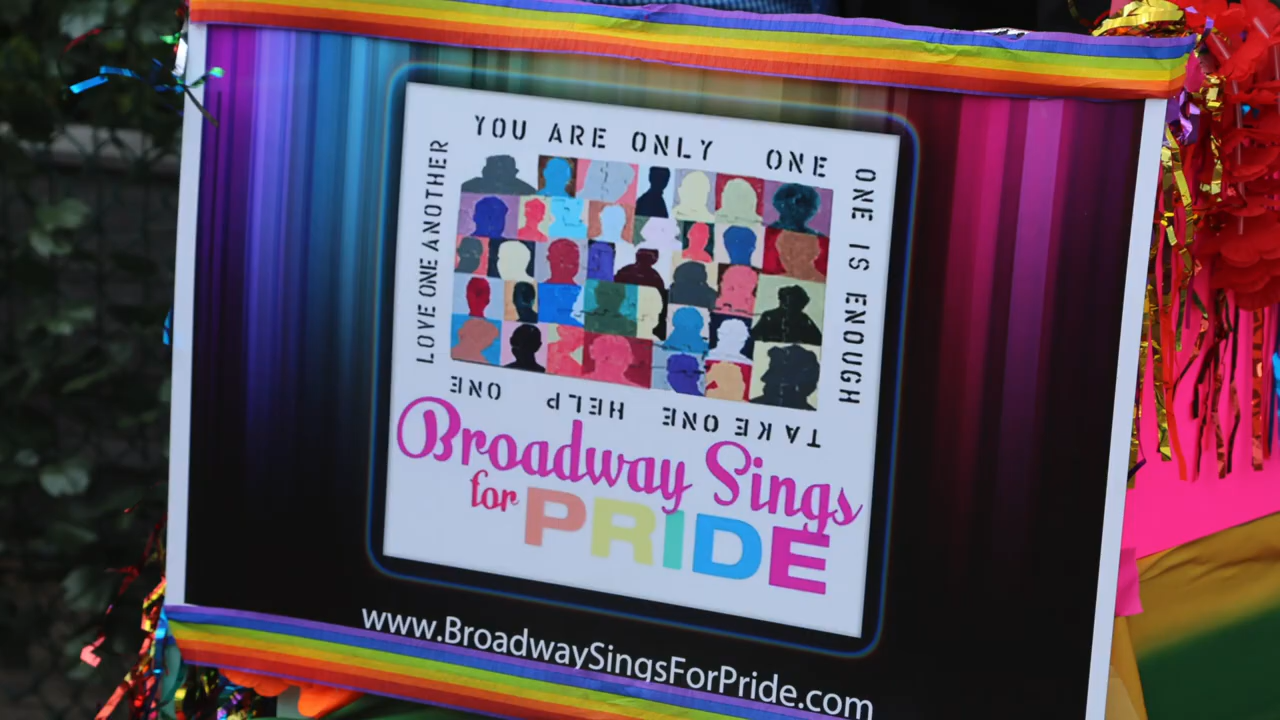 YOU ARE ONLY ONE
ONE IS ENOUGH
TAKE ONE HELP ONE
LOVE ONE ANOTHER
Broadway Sings
for PRIDE
www.BroadwaySingsForPride.com